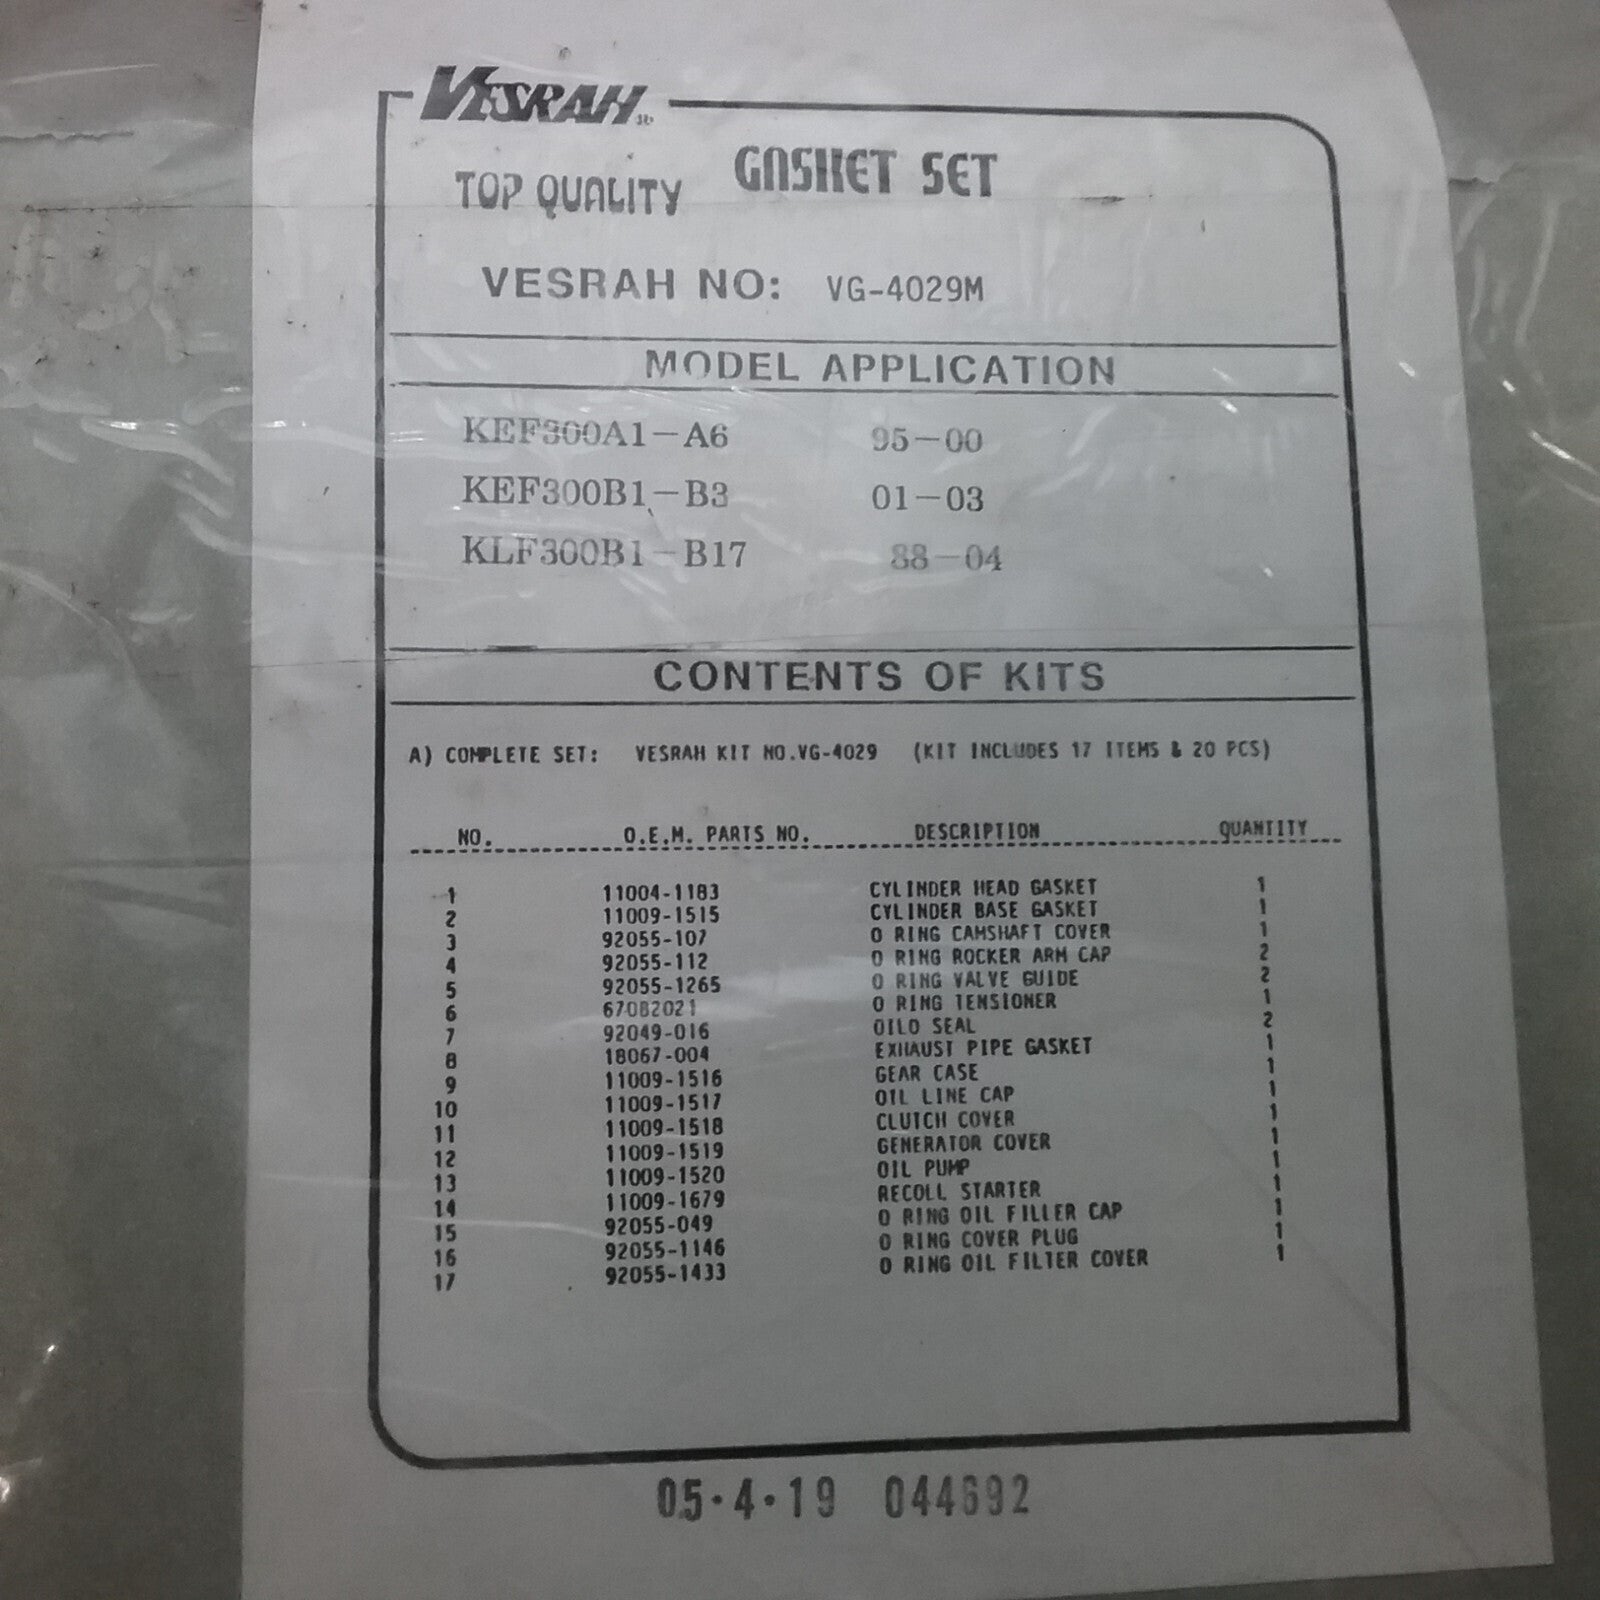 VESRAH
TOP QUALITY GASKET SET
VESRAH NO: VG-4029M
MODEL APPLICATION
KEF300A1-A6 95-00
KEF300B1-B3 01-03
KLF300B1-B17 88-04
CONTENTS OF KITS
A) COMPLETE SET: VESRAH KIT NO.VG-4029 (KIT INCLUDES 17 ITEMS & 20 PCS)
NO. O.E.M. PARTS NO. DESCRIPTION QUANTITY
1 11004-1183 CYLINDER HEAD GASKET 1
2 11009-1515 CYLINDER BASE GASKET 1
3 92055-107 O RING CAMSHAFT COVER 1
4 92055-112 O RING ROCKER ARM CAP 2
5 92055-1265 O RING VALVE GUIDE 2
6 670B2021 O RING TENSIONER 1
7 92049-016 OILD SEAL 2
8 18067-004 EXHAUST PIPE GASKET 1
9 11009-1516 GEAR CASE 1
10 11009-1517 OIL LINE CAP 1
11 11009-1518 CLUTCH COVER 1
12 11009-1519 GENERATOR COVER 1
13 11009-1520 OIL PUMP 1
14 11009-1679 RECOLL STARTER 1
15 92055-049 O RING OIL FILLER CAP 1
16 92055-1146 O RING COVER PLUG 1
17 92055-1433 O RING OIL FILTER COVER 1
05·4·19 044692